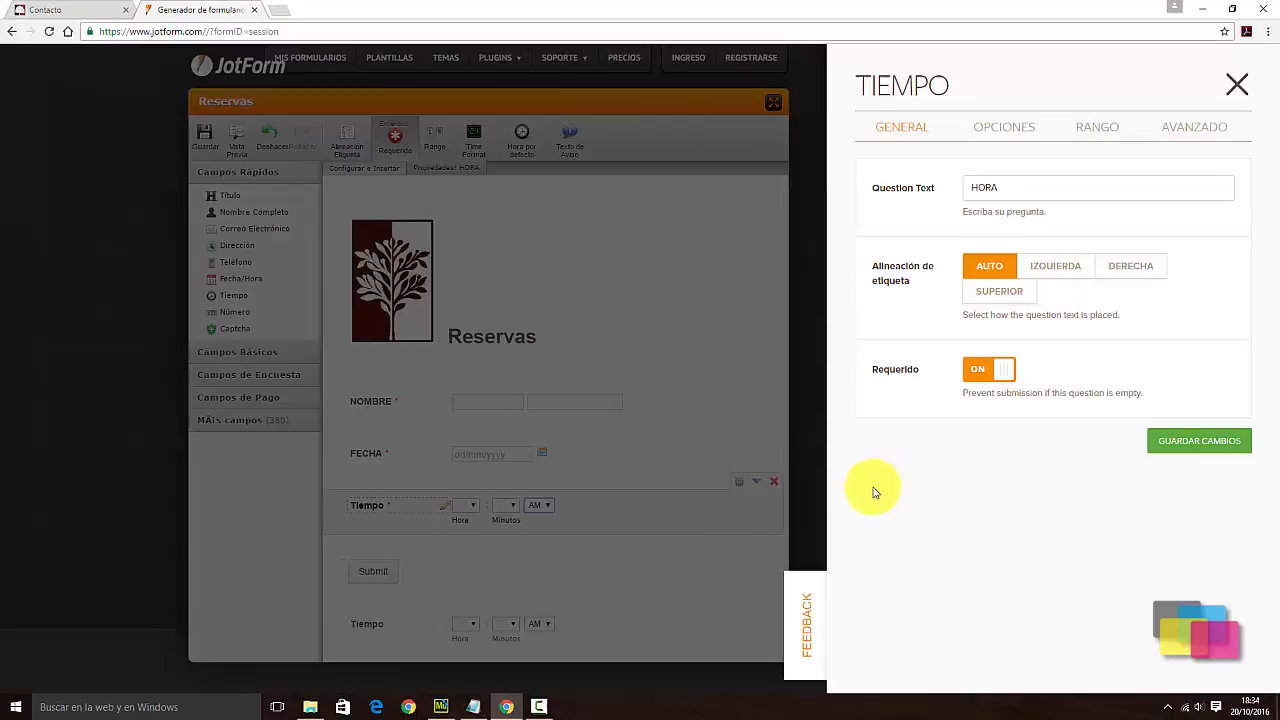 Contacto
Generador de formulario
https://www.jotform.com//?formID=session
JotForm
MIS FORMULARIOS
PLANTILLAS
TEMAS
PLUGINS
SOPORTE
PRECIOS
INGRESO
REGISTRARSE
Reservas
Guardar
Vista Previa
Deshacer
Alineación Etiqueta
Encendido Requerido
Range
Time Format
Hora por defecto
Texto de Aviso
Campos Rápidos
Configurar e Insertar
Propiedades: HORA
Título
Nombre Completo
Correo Electrónico
Dirección
Teléfono
Fecha/Hora
Tiempo
Número
Captcha
Campos Básicos
Campos de Encuesta
Campos de Pago
MÃis campos (380)
Reservas
NOMBRE *
FECHA *
dd/mm/yyyy
Tiempo *
:
AM
Hora
Minutos
Submit
Tiempo
:
AM
Hora
Minutos
FEEDBACK
TIEMPO
GENERAL
OPCIONES
RANGO
AVANZADO
Question Text
HORA
Escriba su pregunta.
Alineación de etiqueta
AUTO
IZQUIERDA
DERECHA
SUPERIOR
Select how the question text is placed.
Requerido
ON
Prevent submission if this question is empty.
GUARDAR CAMBIOS
Buscar en la web y en Windows
18:34
20/10/2016